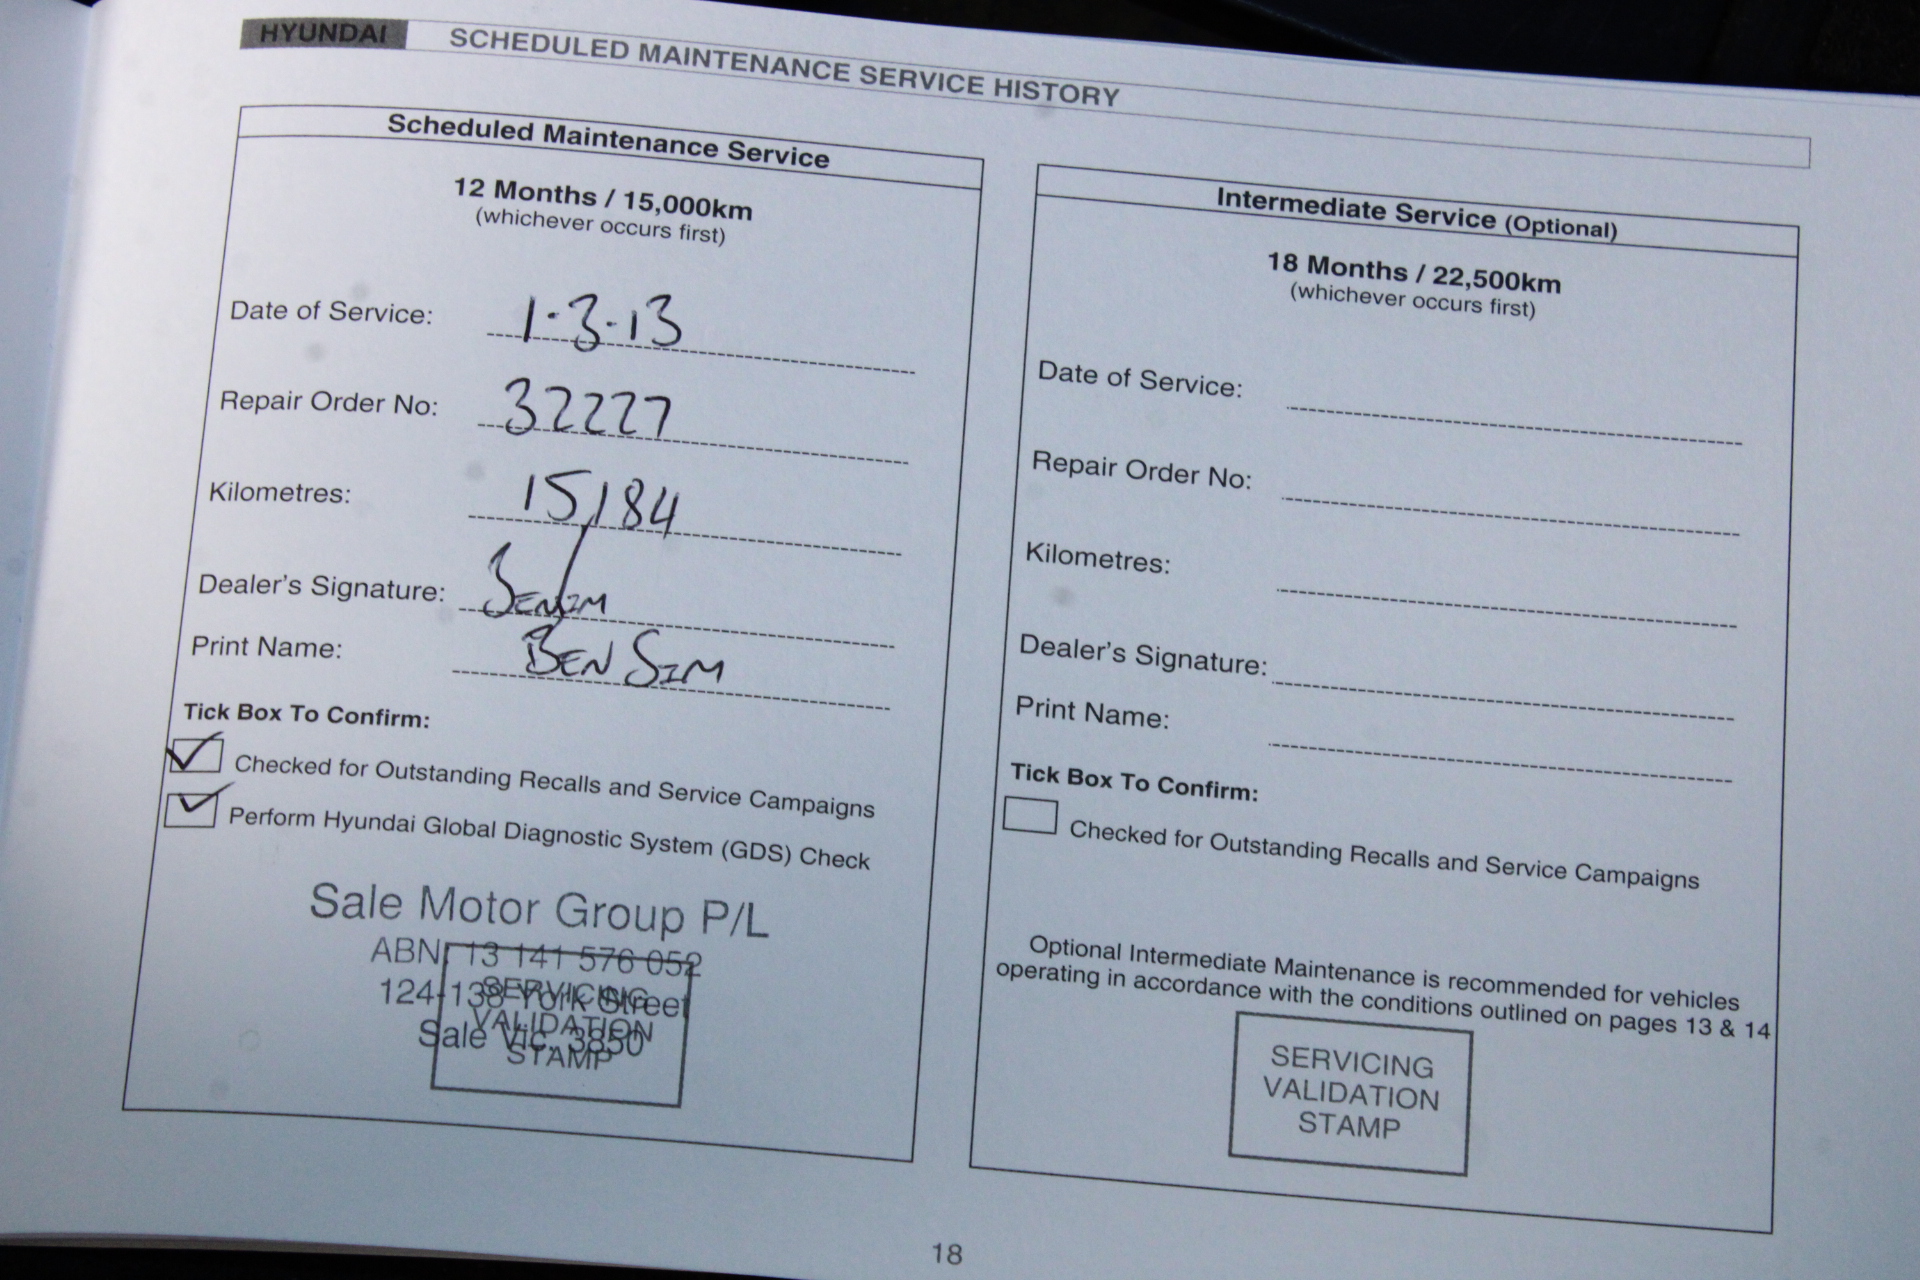 HYUNDAI SCHEDULED MAINTENANCE SERVICE HISTORY
Scheduled Maintenance Service
12 Months / 15,000km
(whichever occurs first)
Date of Service: 1-3-13
Repair Order No: 32227
Kilometres: 15,184
Dealer's Signature: Ben Sim
Print Name: BEN SIM
Tick Box To Confirm:
Checked for Outstanding Recalls and Service Campaigns
Perform Hyundai Global Diagnostic System (GDS) Check
Sale Motor Group P/L
ABN 13 141 576 052
124-138 York Street
Sale Vic. 3850
SERVICING
VALIDATION
STAMP
Intermediate Service (Optional)
18 Months / 22,500km
(whichever occurs first)
Date of Service:
Repair Order No:
Kilometres:
Dealer's Signature:
Print Name:
Tick Box To Confirm:
Checked for Outstanding Recalls and Service Campaigns
Optional Intermediate Maintenance is recommended for vehicles
operating in accordance with the conditions outlined on pages 13 & 14
SERVICING
VALIDATION
STAMP
18